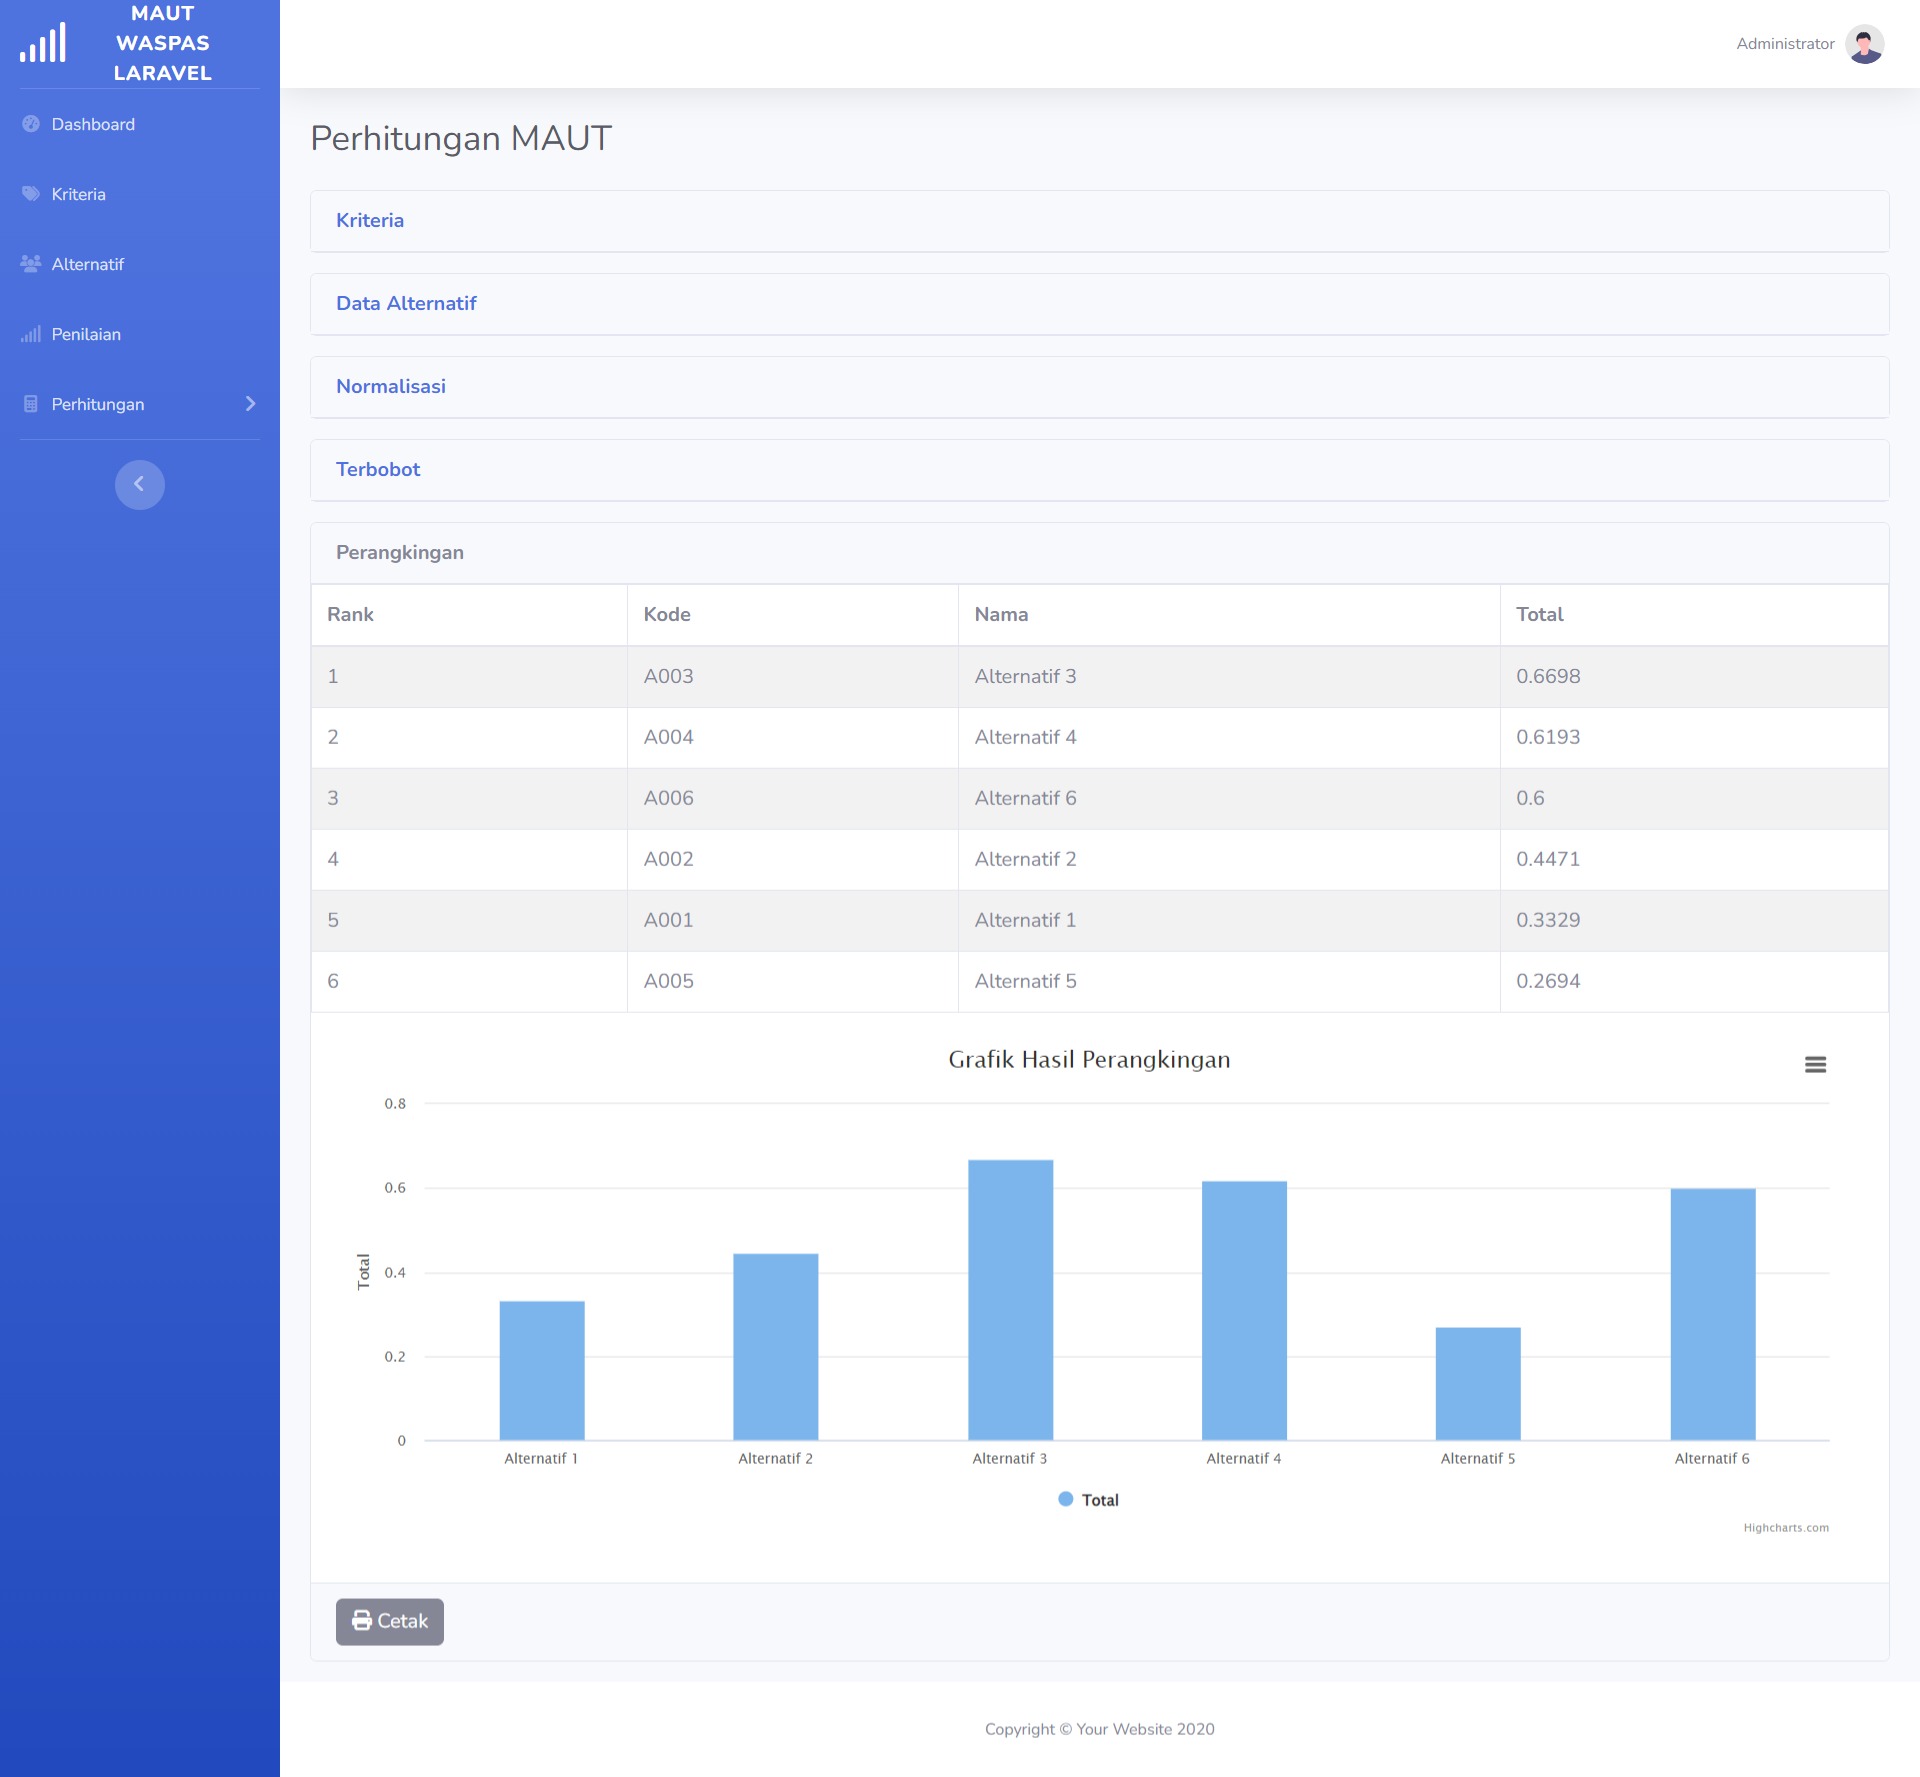 MAUT
WASPAS
LARAVEL
Administrator
Dashboard
Kriteria
Alternatif
Penilaian
Perhitungan
Perhitungan MAUT
Kriteria
Data Alternatif
Normalisasi
Terbobot
Perangkingan
Rank Kode Nama Total
1 A003 Alternatif 3 0.6698
2 A004 Alternatif 4 0.6193
3 A006 Alternatif 6 0.6
4 A002 Alternatif 2 0.4471
5 A001 Alternatif 1 0.3329
6 A005 Alternatif 5 0.2694
Grafik Hasil Perangkingan
0.8
0.6
0.4
0.2
0
Total
Alternatif 1 Alternatif 2 Alternatif 3 Alternatif 4 Alternatif 5 Alternatif 6
Total
Highcharts.com
Cetak
Copyright © Your Website 2020